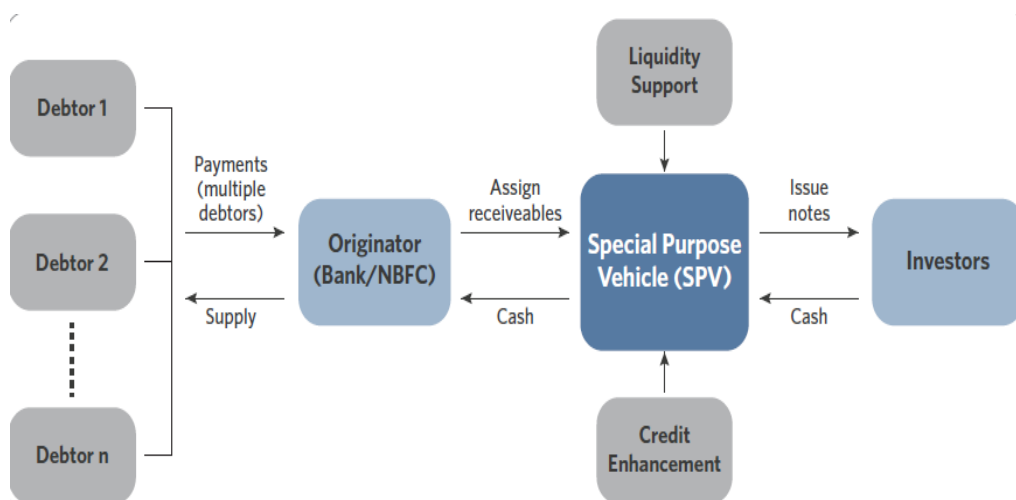 Debtor 1
Debtor 2
Debtor n
Payments
(multiple
debtors)
Supply
Originator
(Bank/NBFC)
Assign
receiveables
Cash
Liquidity
Support
Special Purpose
Vehicle (SPV)
Credit
Enhancement
Issue
notes
Cash
Investors